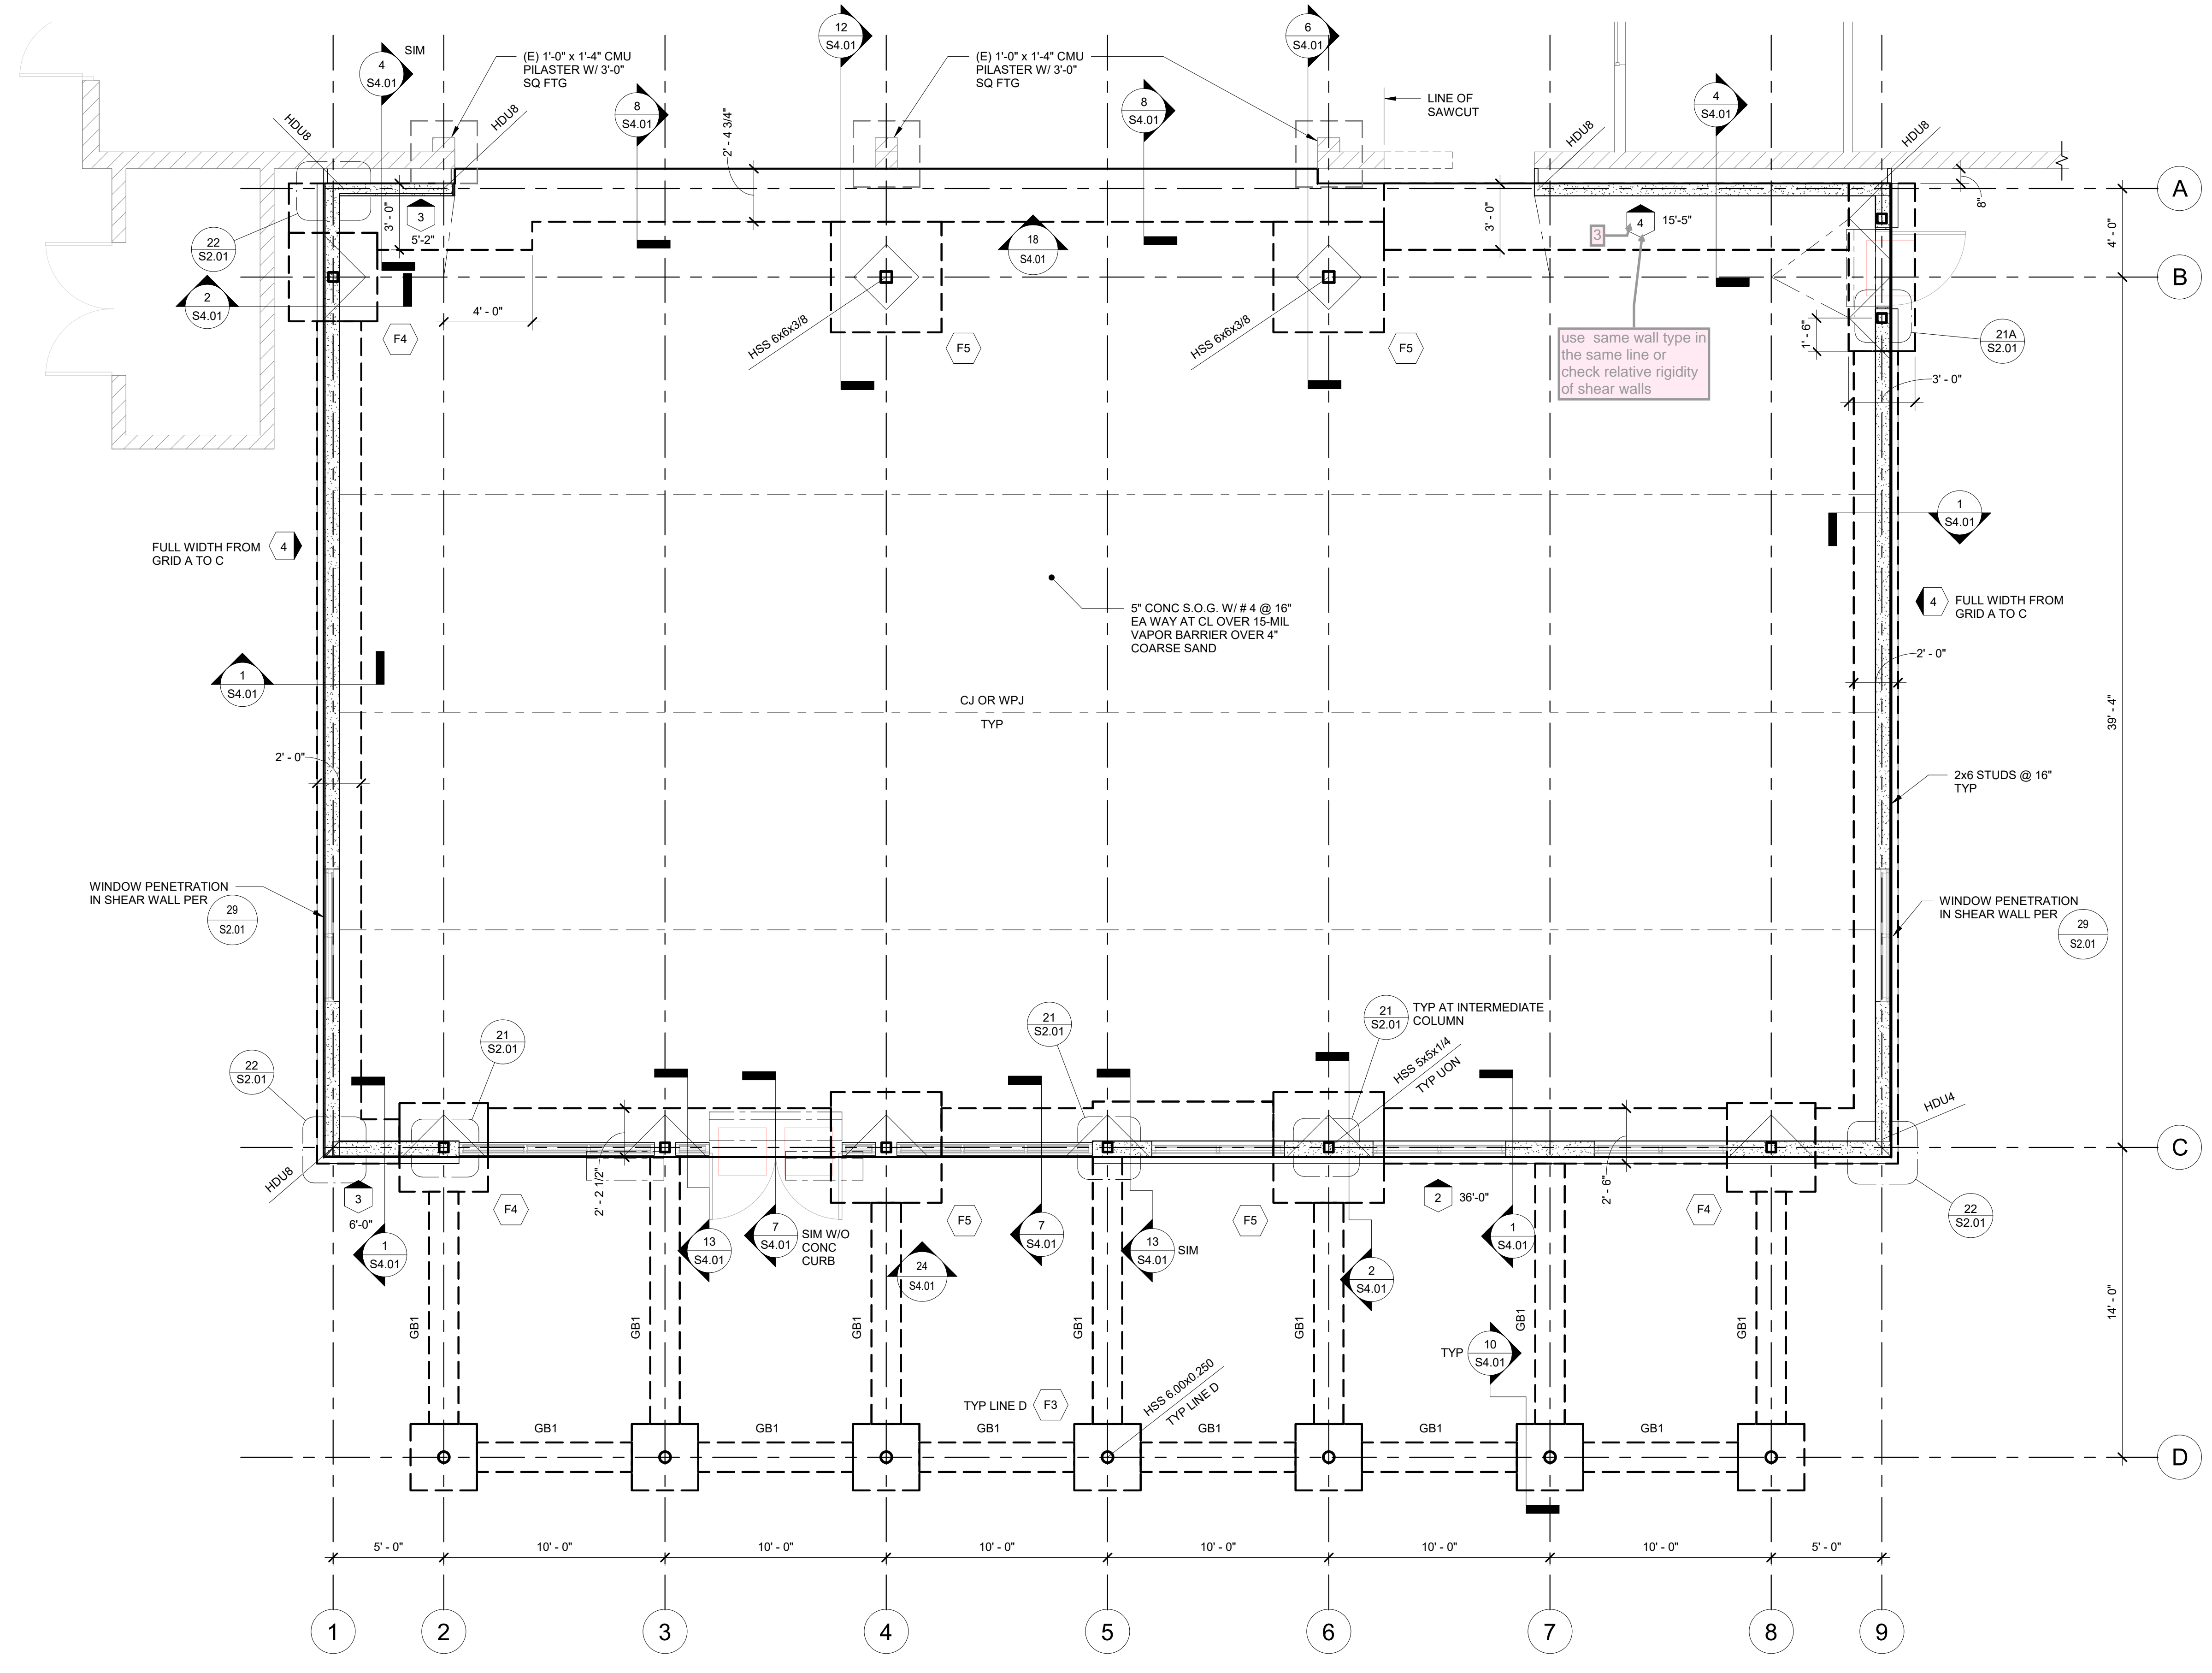 4
S4.01
SIM
(E) 1'-0" x 1'-4" CMU
PILASTER W/ 3'-0"
SQ FTG
12
S4.01
(E) 1'-0" x 1'-4" CMU
PILASTER W/ 3'-0"
SQ FTG
6
S4.01
8
S4.01
8
S4.01
LINE OF
SAWCUT
4
S4.01
HDU8
HDU8
2' - 4 3/4"
HDU8
HDU8
A
8"
3' - 0"
3
5'-2"
3' - 0"
3
4
15'-5"
4' - 0"
22
S2.01
18
S4.01
B
2
S4.01
4' - 0"
F4
HSS 6x6x3/8
F5
HSS 6x6x3/8
F5
use same wall type in
the same line or
check relative rigidity
of shear walls
1' - 6"
21A
S2.01
3' - 0"
1
S4.01
FULL WIDTH FROM
GRID A TO C
4
4
FULL WIDTH FROM
GRID A TO C
5" CONC S.O.G. W/ # 4 @ 16"
EA WAY AT CL OVER 15-MIL
VAPOR BARRIER OVER 4"
COARSE SAND
2' - 0"
1
S4.01
CJ OR WPJ
TYP
39' - 4"
2' - 0"
2x6 STUDS @ 16"
TYP
WINDOW PENETRATION
IN SHEAR WALL PER
29
S2.01
WINDOW PENETRATION
IN SHEAR WALL PER
29
S2.01
21
S2.01
21
S2.01
21
S2.01
TYP AT INTERMEDIATE
COLUMN
22
S2.01
HSS 5x5x1/4
TYP UON
HDU4
C
HDU8
3
6'-0"
2' - 2 1/2"
F4
F5
F5
2
36'-0"
2' - 6"
F4
22
S2.01
1
S4.01
13
S4.01
7
S4.01
SIM W/O
CONC
CURB
24
S4.01
7
S4.01
13
S4.01
SIM
2
S4.01
1
S4.01
GB1
GB1
GB1
GB1
GB1
GB1
GB1
14' - 0"
TYP
10
S4.01
TYP LINE D
F3
HSS 6.00x0.250
TYP LINE D
GB1
GB1
GB1
GB1
GB1
GB1
D
5' - 0"
10' - 0"
10' - 0"
10' - 0"
10' - 0"
10' - 0"
10' - 0"
5' - 0"
1
2
3
4
5
6
7
8
9